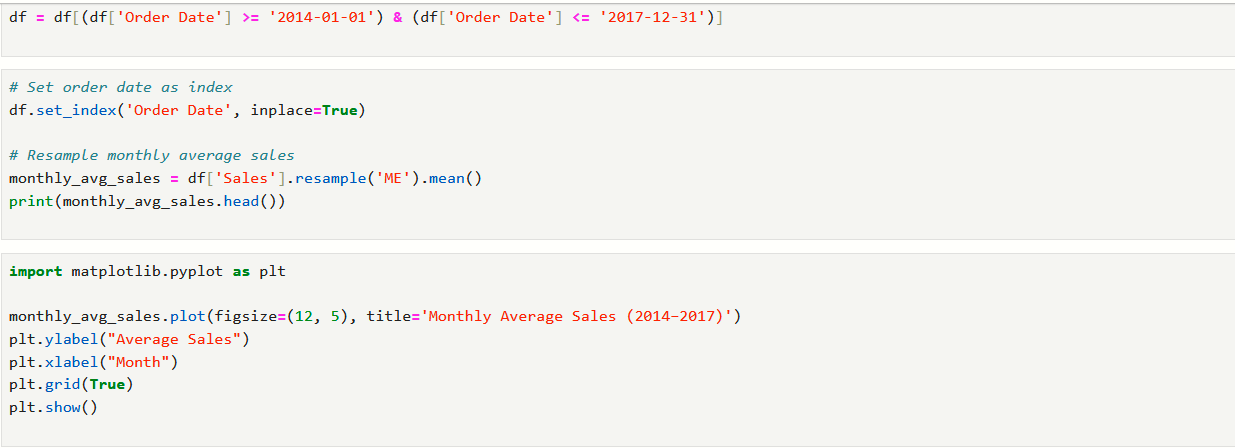 df = df[(df['Order Date'] >= '2014-01-01') & (df['Order Date'] <= '2017-12-31')]
# Set order date as index
df.set_index('Order Date', inplace=True)
# Resample monthly average sales
monthly_avg_sales = df['Sales'].resample('ME').mean()
print(monthly_avg_sales.head())
import matplotlib.pyplot as plt
monthly_avg_sales.plot(figsize=(12, 5), title='Monthly Average Sales (2014–2017)')
plt.ylabel("Average Sales")
plt.xlabel("Month")
plt.grid(True)
plt.show()